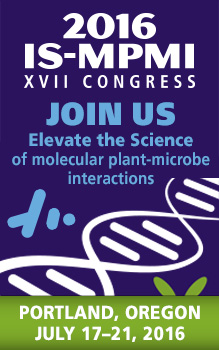 2016
IS-MPMI
XVII CONGRESS
JOIN US
Elevate the Science
of molecular plant-microbe
interactions
PORTLAND, OREGON
JULY 17–21, 2016